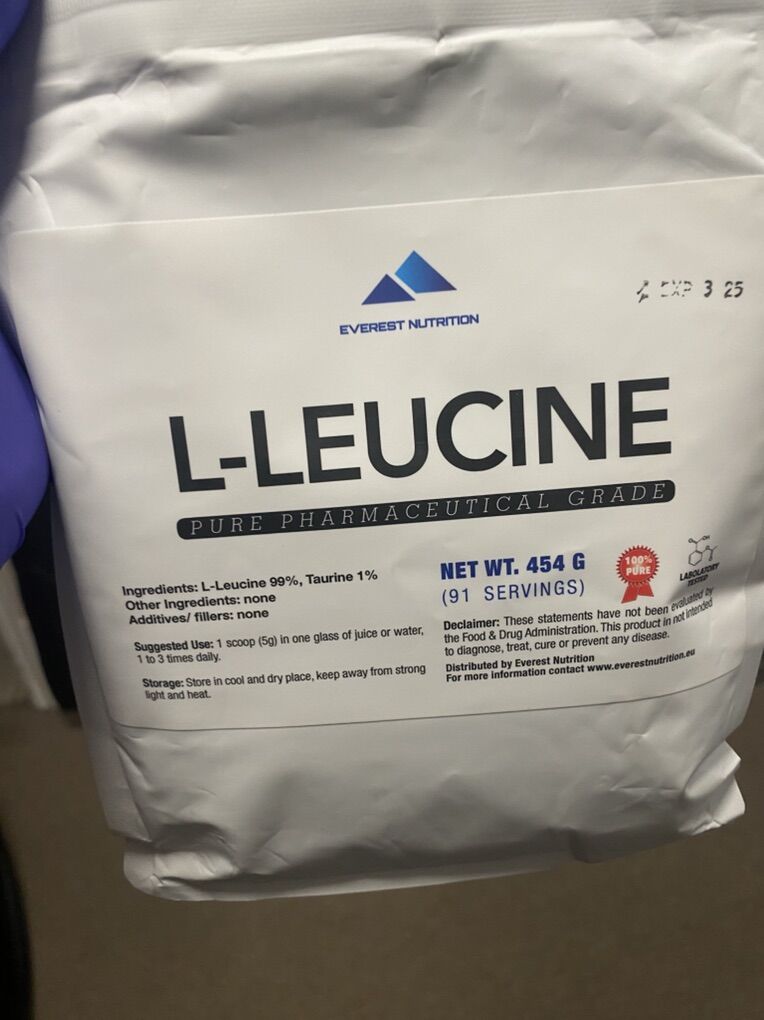 EXP 3 25
EVEREST NUTRITION
L-LEUCINE
PURE PHARMACEUTICAL GRADE
Ingredients: L-Leucine 99%, Taurine 1%
Other Ingredients: none
Additives/ fillers: none
Suggested Use: 1 scoop (5g) in one glass of juice or water,
1 to 3 times daily.
Storage: Store in cool and dry place, keep away from strong
light and heat.
NET WT. 454 G
(91 SERVINGS)
100%
PURE
OH
LABOLATORY
TESTED
Declaimer: These statements have not been evaluated by
the Food & Drug Administration. This product in not intended
to diagnose, treat, cure or prevent any disease.
Distributed by Everest Nutrition
For more information contact www.everestnutrition.eu